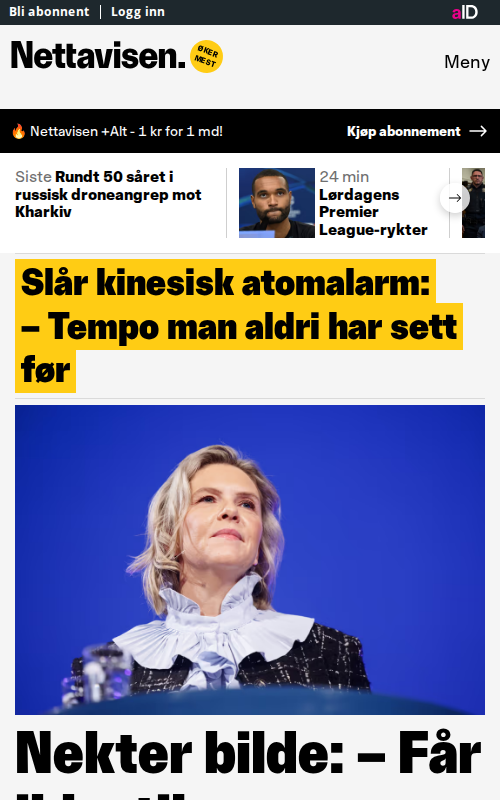 Bli abonnent
Logg inn
aID
Nettavisen.
ØKER
MEST
Meny
🔥 Nettavisen +Alt - 1 kr for 1 md!
Kjøp abonnement
Siste Rundt 50 såret i
russisk droneangrep mot
Kharkiv
24 min
Lørdagens
Premier
League-rykter
Slår kinesisk atomalarm:
– Tempo man aldri har sett
før
Nekter bilde: – Får